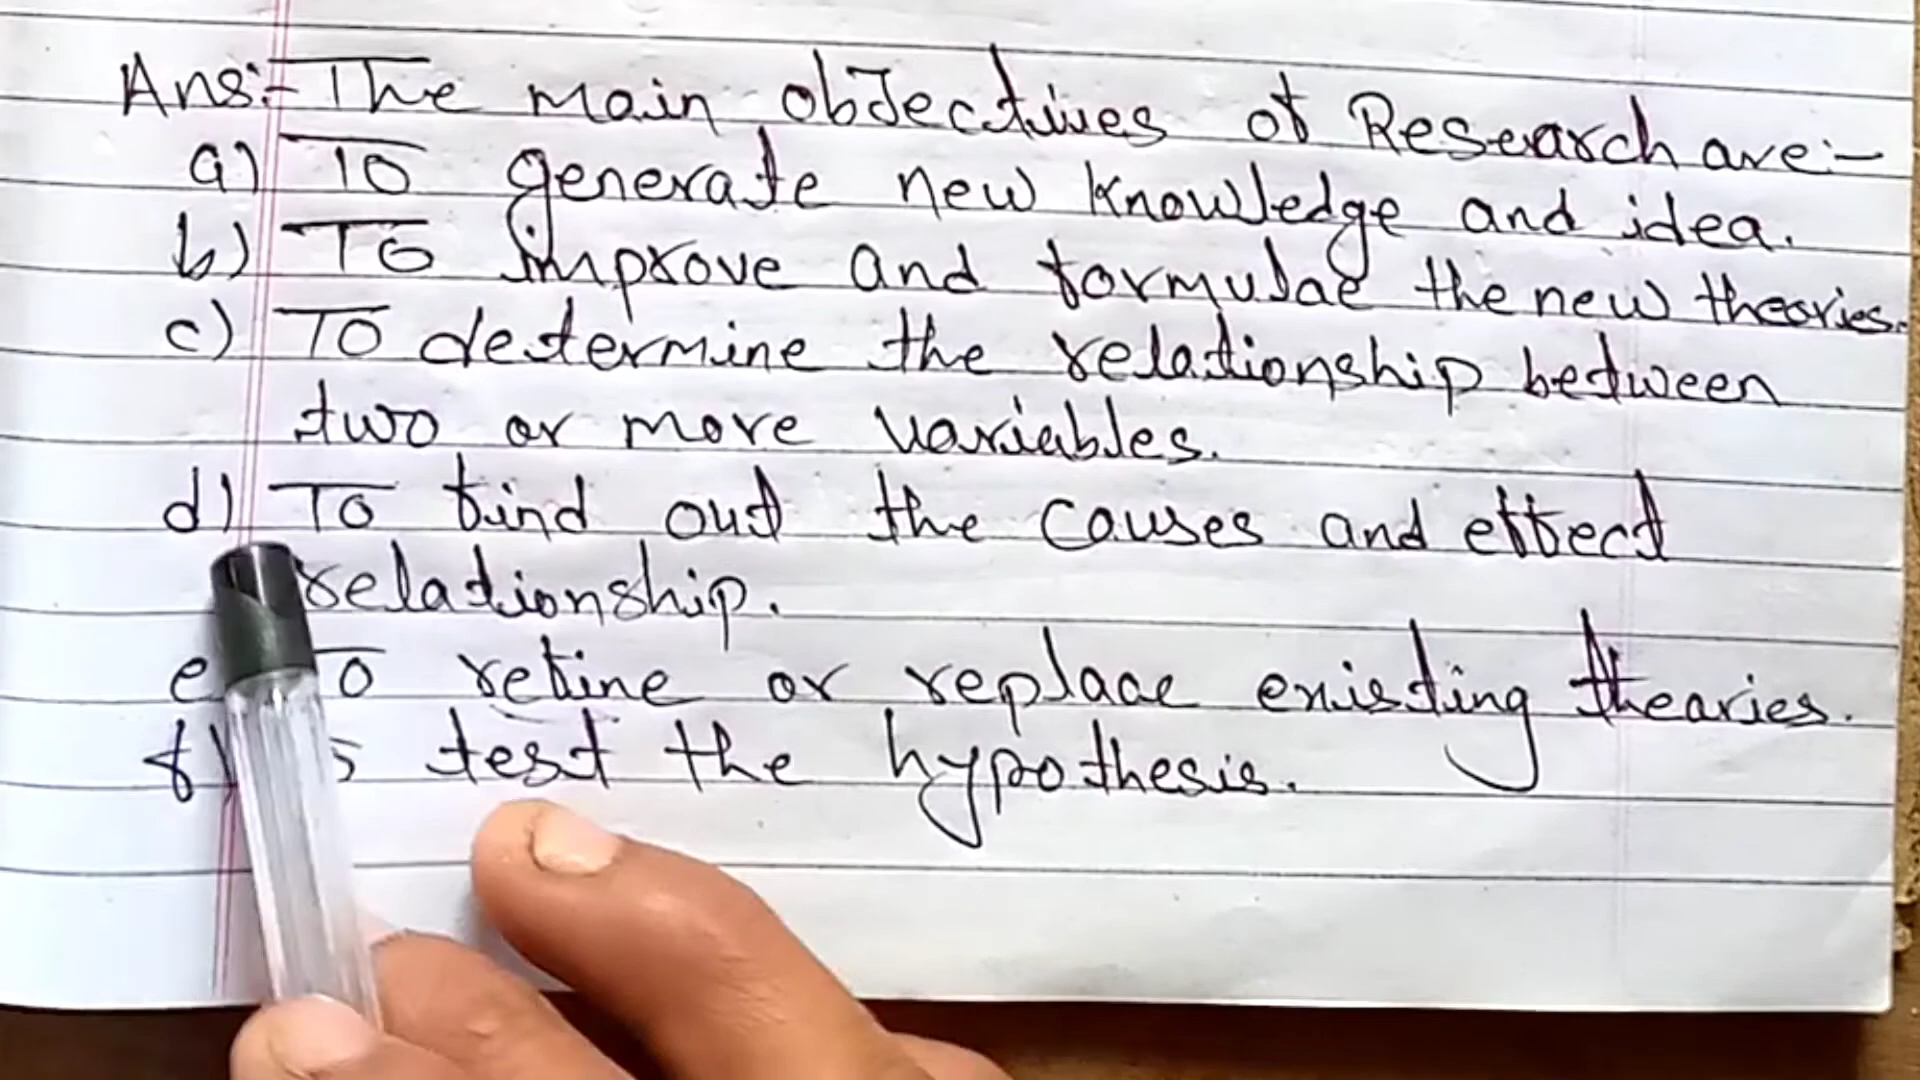 Ans:- The main objectives of Research are:-
a) To generate new knowledge and idea.
b) To improve and formulae the new theories.
c) To determine the relationship between
two or more variables.
d) To find out the causes and effect
relationship.
e) To refine or replace existing thearies.
f) test the hypothesis.